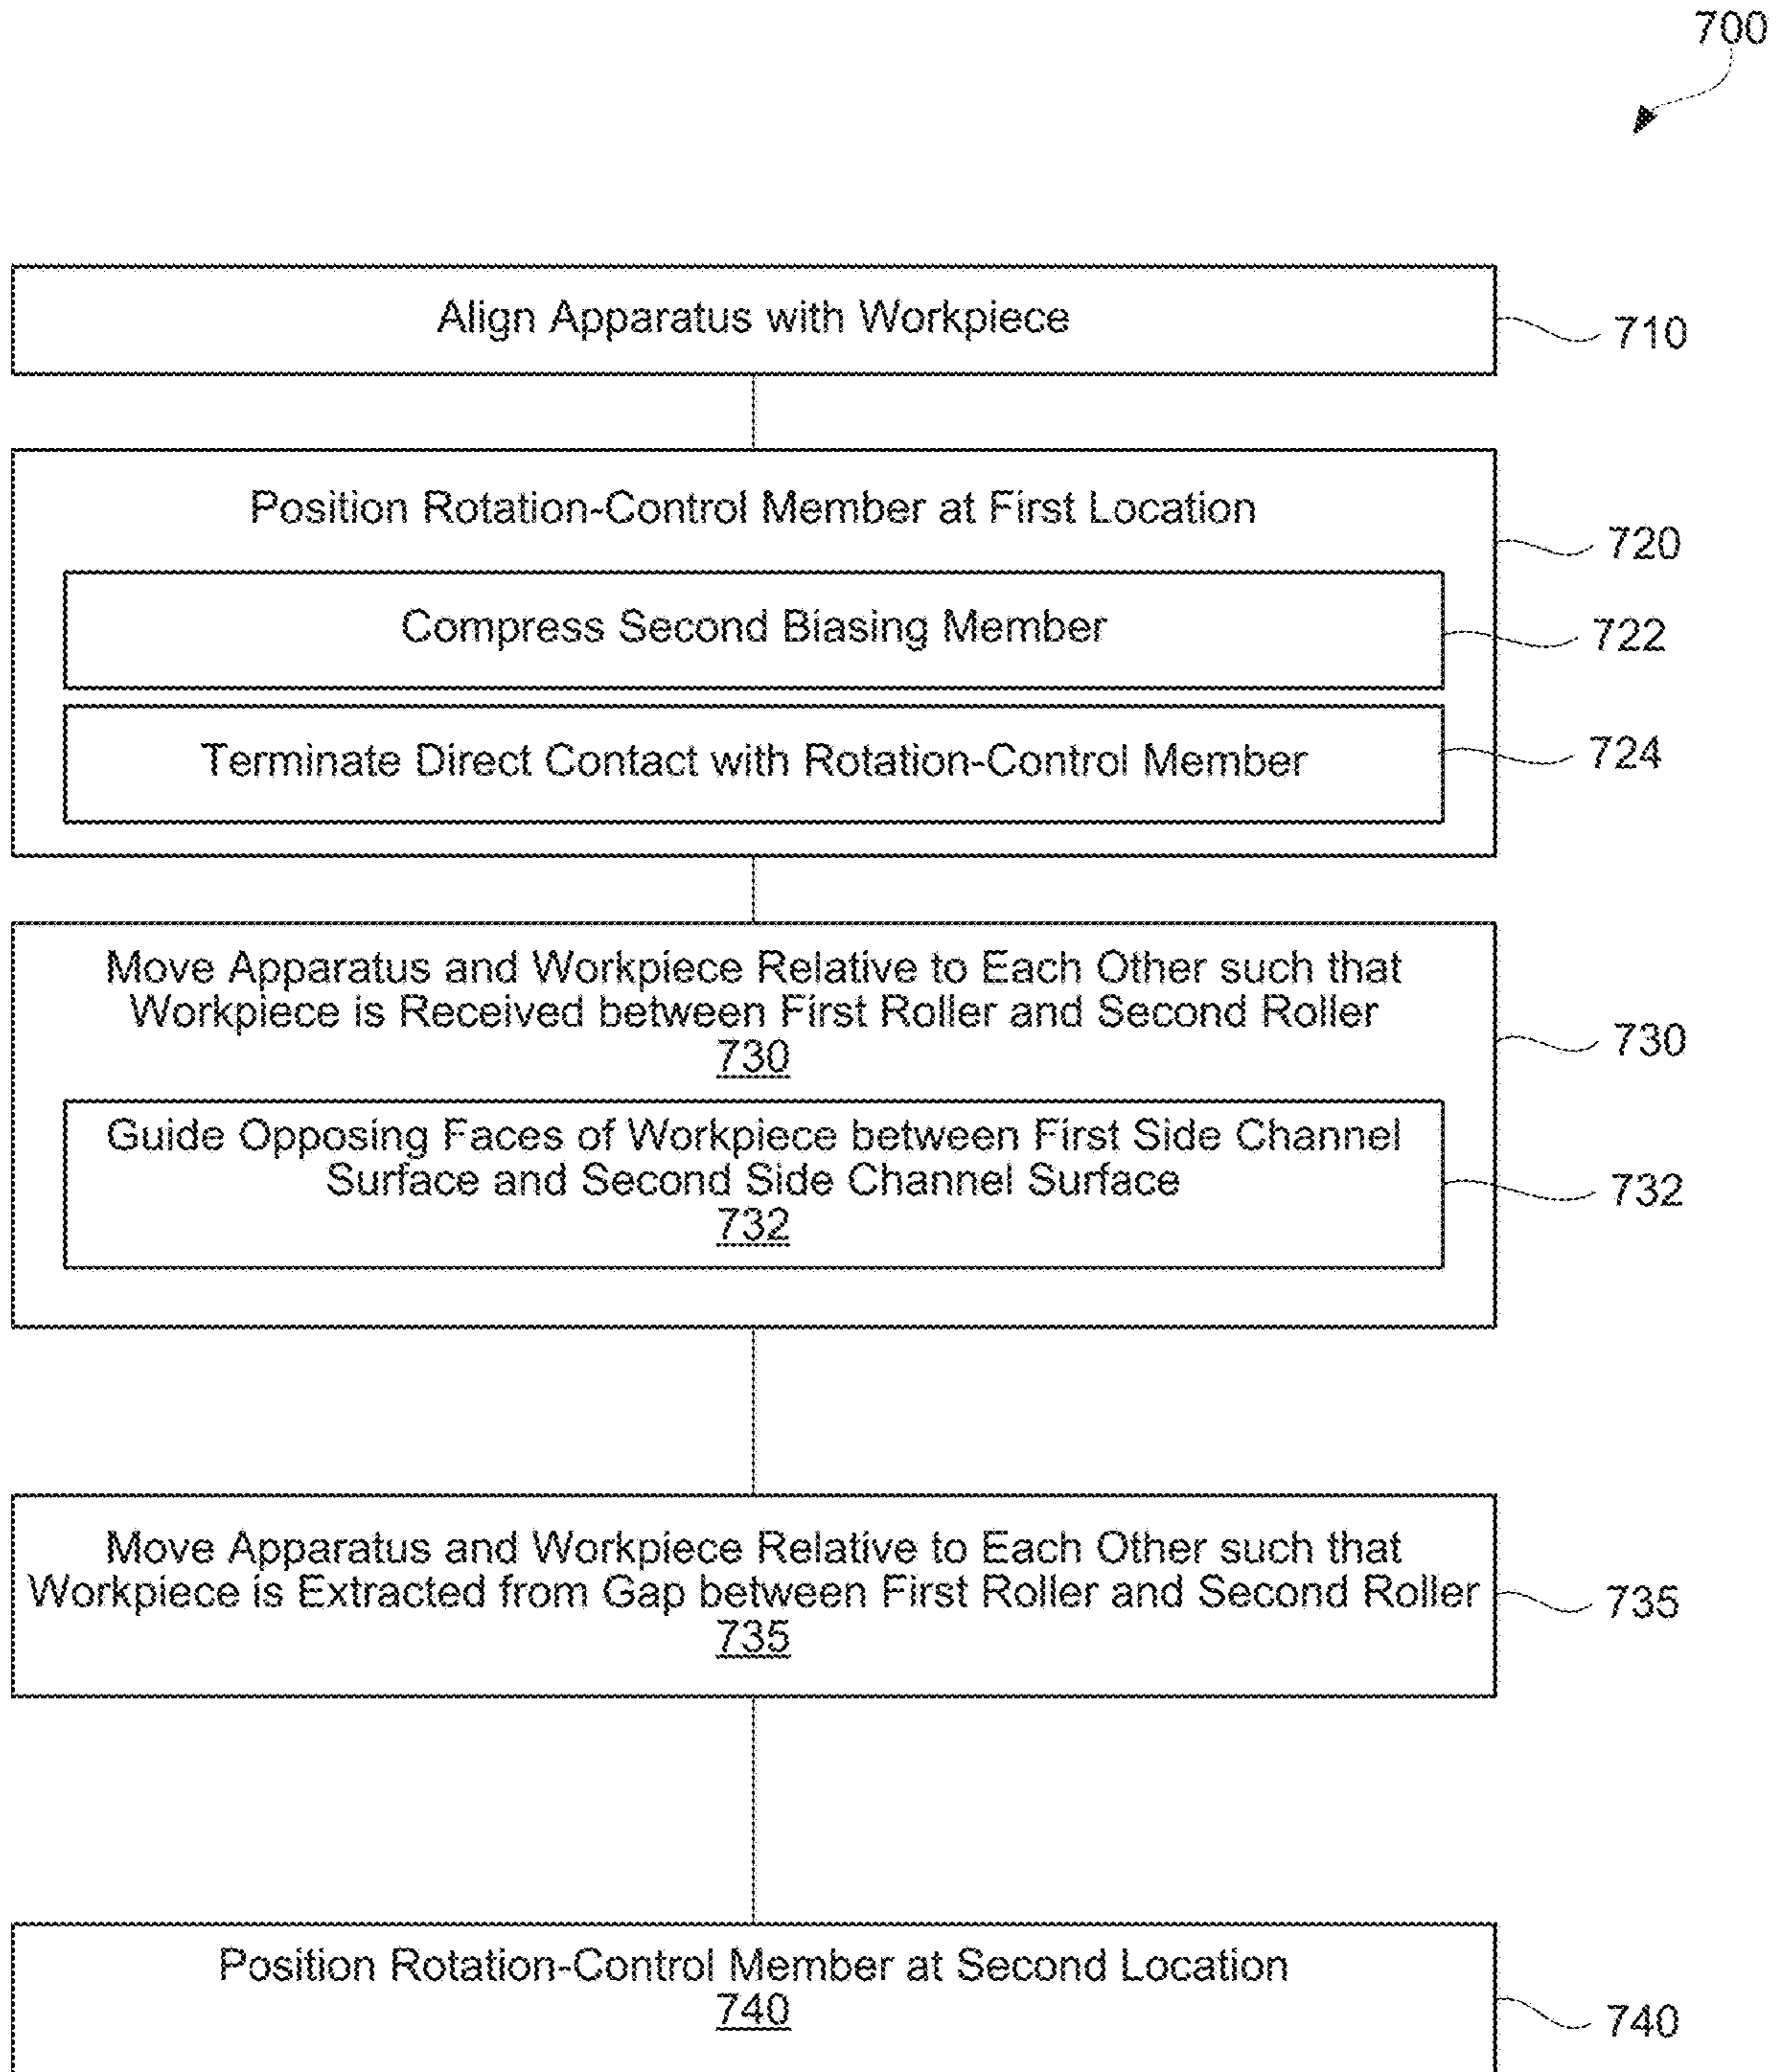 700
Align Apparatus with Workpiece
710
Position Rotation-Control Member at First Location
720
Compress Second Biasing Member
722
Terminate Direct Contact with Rotation-Control Member
724
Move Apparatus and Workpiece Relative to Each Other such that
Workpiece is Received between First Roller and Second Roller
730
730
Guide Opposing Faces of Workpiece between First Side Channel
Surface and Second Side Channel Surface
732
732
Move Apparatus and Workpiece Relative to Each Other such that
Workpiece is Extracted from Gap between First Roller and Second Roller
735
735
Position Rotation-Control Member at Second Location
740
740